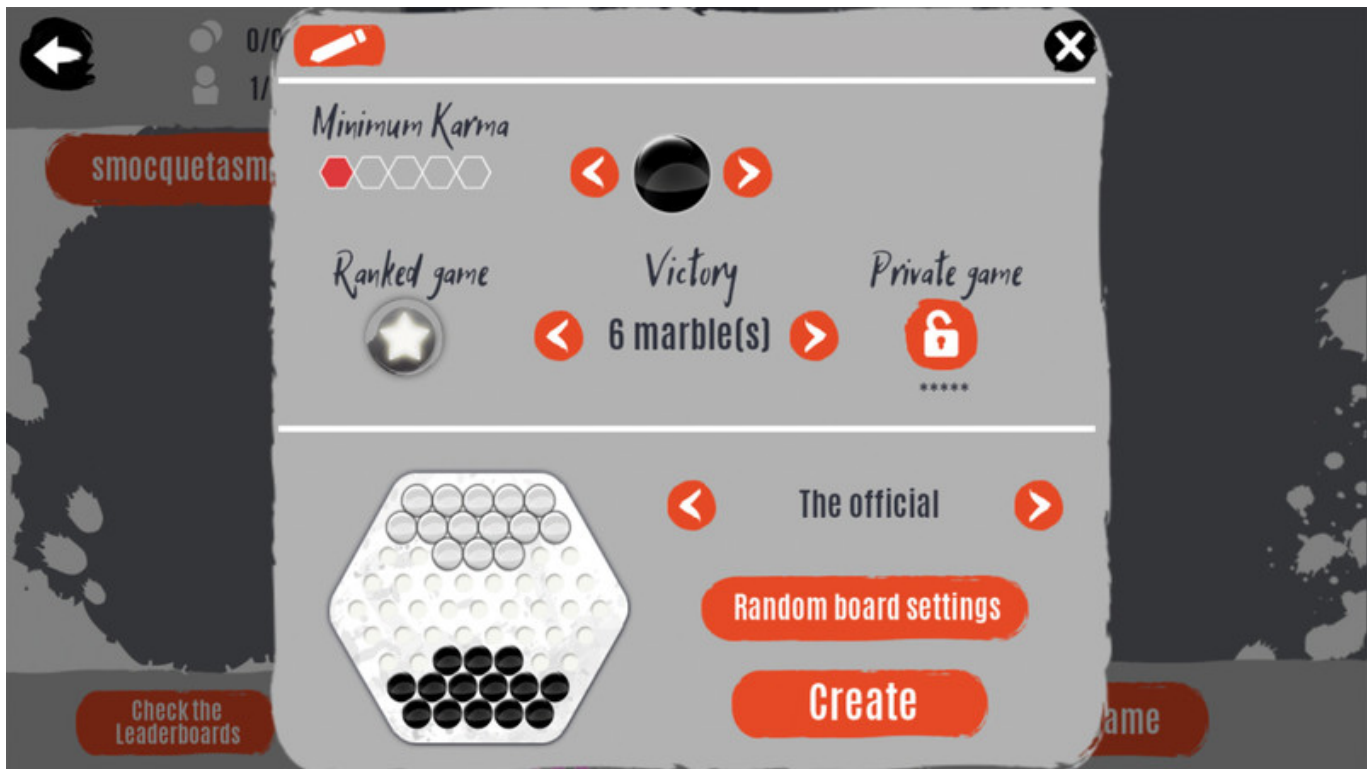 0/0
1/
smocquetasm
Minimum Karma
Ranked game
Victory
Private game
6 marble(s)
*****
The official
Random board settings
Create
Check the
Leaderboards
ame